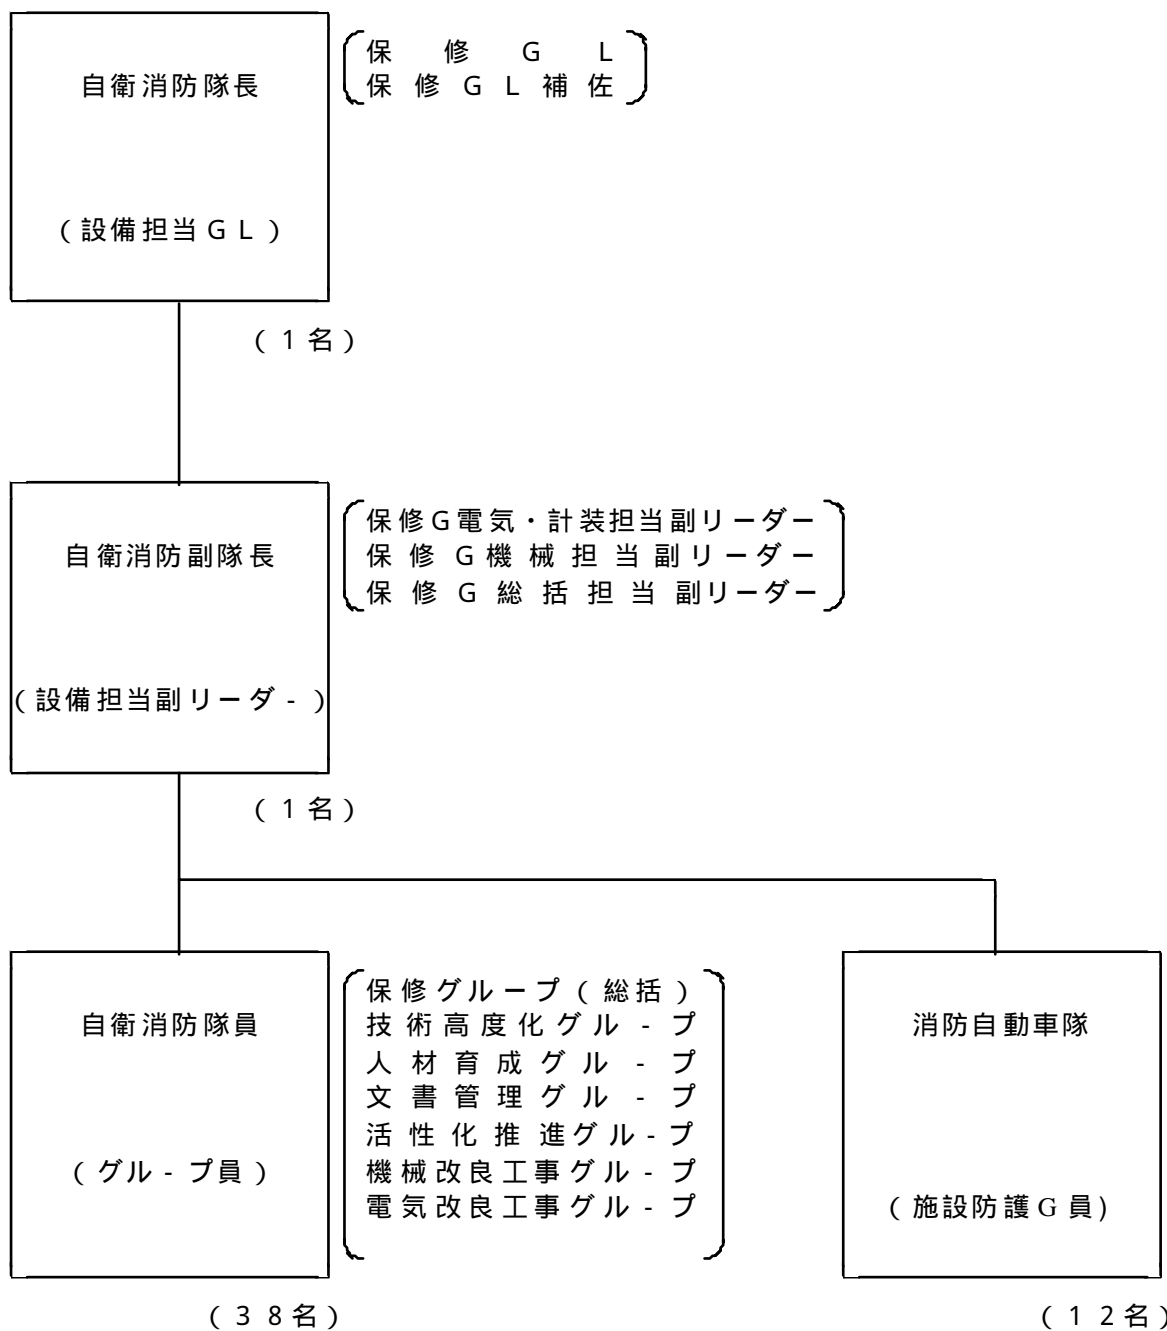 自衛消防隊長
(設備担当GL)
保修GL
保修GL補佐
(1名)
自衛消防副隊長
(設備担当副リーダ-)
保修G電気・計装担当副リーダー
保修G機械担当副リーダー
保修G総括担当副リーダー
(1名)
自衛消防隊員
(グル-プ員)
保修グループ(総括)
技術高度化グル-プ
人材育成グル-プ
文書管理グル-プ
活性化推進グル-プ
機械改良工事グル-プ
電気改良工事グル-プ
(38名)
消防自動車隊
(施設防護G員)
(12名)